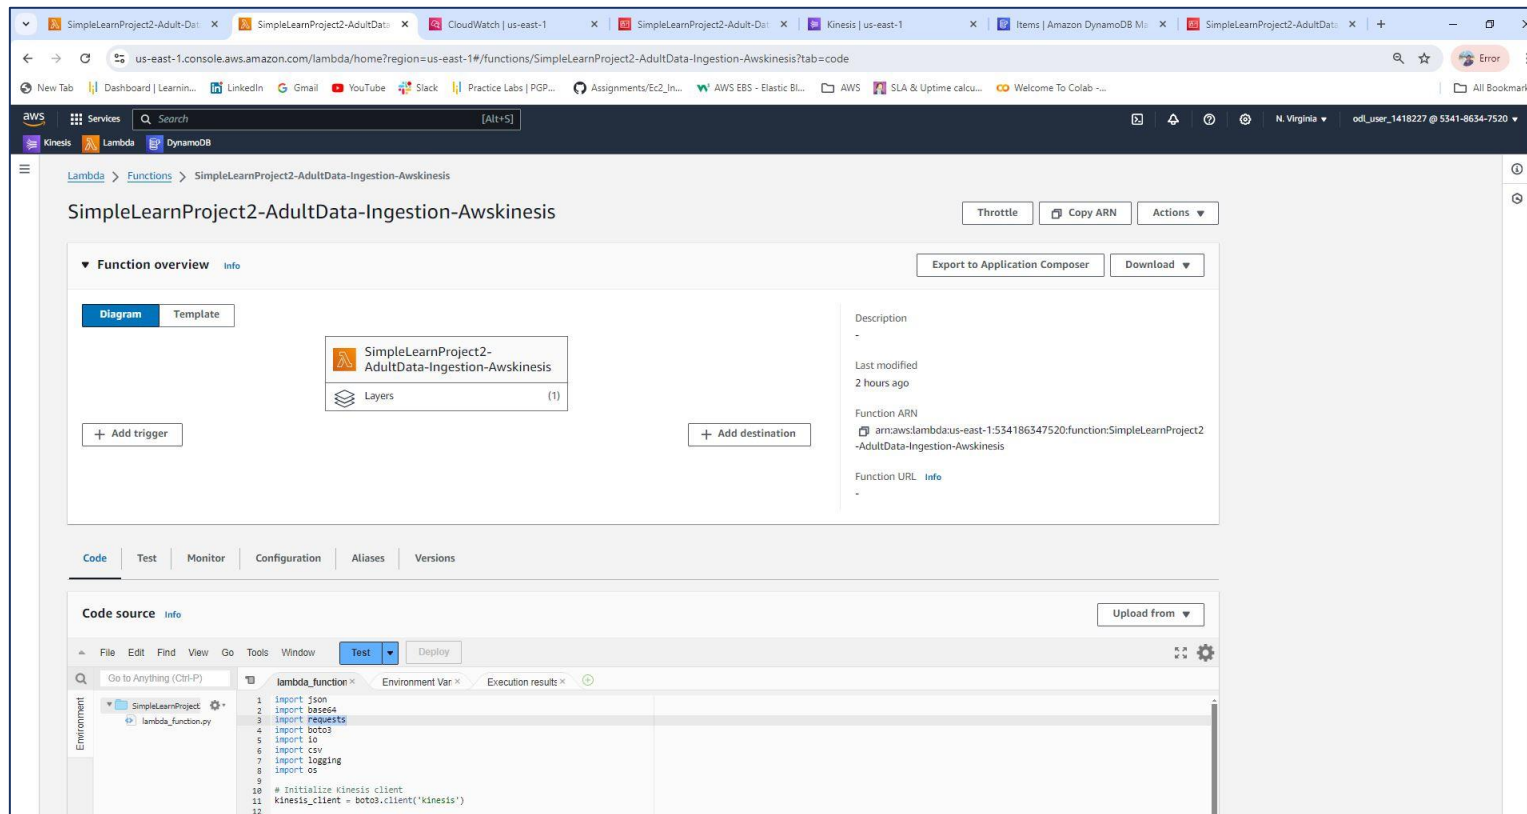 SimpleLearnProject2-Adult-Dat
SimpleLearnProject2-AdultData
CloudWatch | us-east-1
SimpleLearnProject2-Adult-Dat
Kinesis | us-east-1
Items | Amazon DynamoDB Ma
SimpleLearnProject2-AdultData
us-east-1.console.aws.amazon.com/lambda/home?region=us-east-1#/functions/SimpleLearnProject2-AdultData-Ingestion-Awskinesis?tab=code
Error
New Tab
Dashboard | Learnin...
LinkedIn
Gmail
YouTube
Slack
Practice Labs | PGP...
Assignments/Ec2_In...
AWS EBS - Elastic Bl...
AWS
SLA & Uptime calcu...
Welcome To Colab -...
All Bookmark
aws
Services
Search
[Alt+S]
N. Virginia
odl_user_1418227 @ 5341-8634-7520
Kinesis
Lambda
DynamoDB
Lambda > Functions > SimpleLearnProject2-AdultData-Ingestion-Awskinesis
SimpleLearnProject2-AdultData-Ingestion-Awskinesis
Throttle
Copy ARN
Actions
Function overview Info
Export to Application Composer
Download
Diagram
Template
SimpleLearnProject2-
AdultData-Ingestion-Awskinesis
Layers
(1)
+ Add trigger
+ Add destination
Description
-
Last modified
2 hours ago
Function ARN
arn:aws:lambda:us-east-1:534186347520:function:SimpleLearnProject2
-AdultData-Ingestion-Awskinesis
Function URL Info
-
Code
Test
Monitor
Configuration
Aliases
Versions
Code source Info
Upload from
File Edit Find View Go Tools Window
Test
Deploy
Go to Anything (Ctrl-P)
lambda_function
Environment Var
Execution results
Environment
SimpleLearnProject
lambda_function.py
1 import json
2 import base64
3 import requests
4 import boto3
5 import io
6 import csv
7 import logging
8 import os
9
10 # Initialize Kinesis client
11 kinesis_client = boto3.client('kinesis')
12